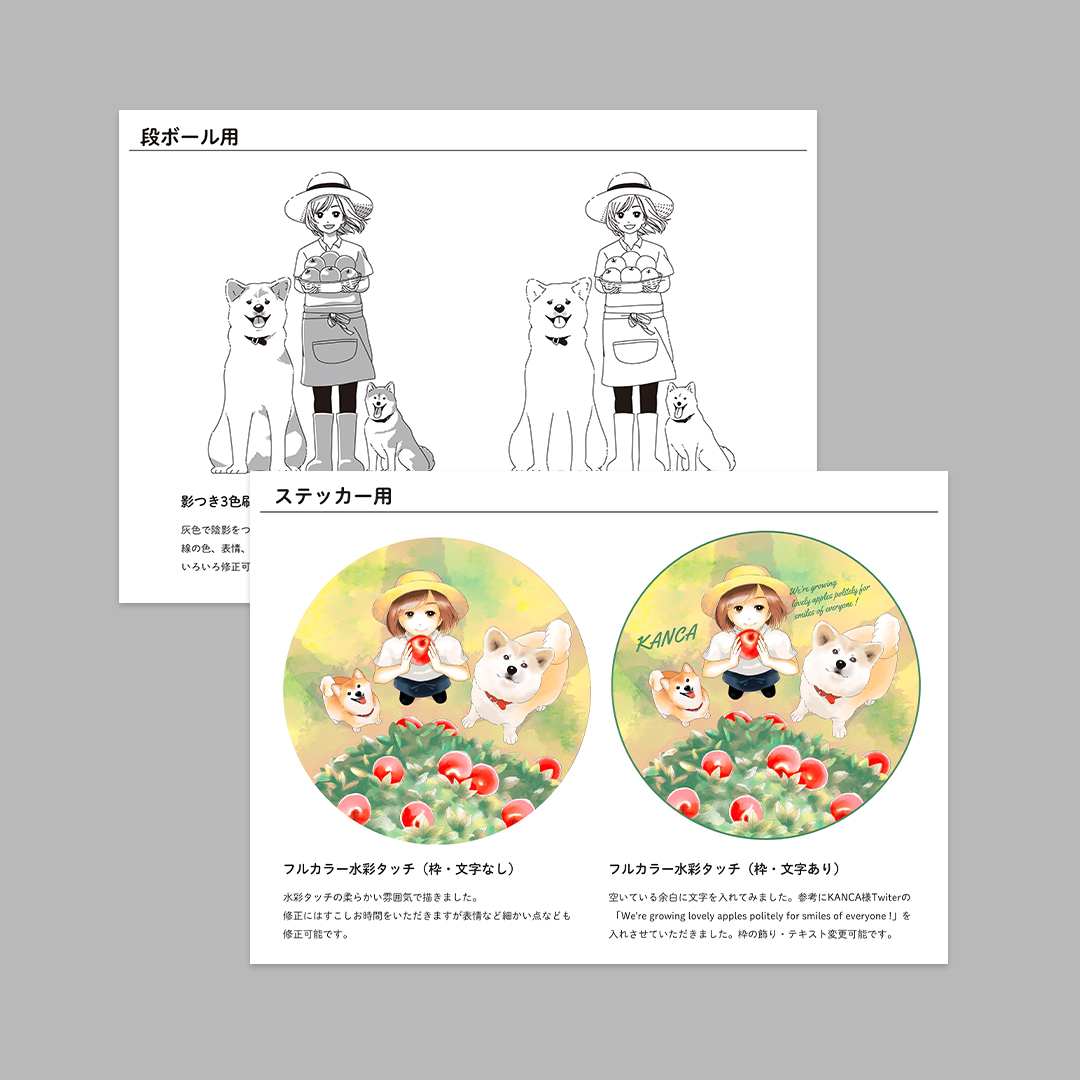 段ボール用
影つき3色刷
灰色で陰影をつ
線の色、表情、
いろいろ修正可
ステッカー用
KANCA
We're growing
lovely apples politely for
smiles of everyone !
フルカラー水彩タッチ（枠・文字なし）
水彩タッチの柔らかい雰囲気で描きました。
修正にはすこしお時間をいただきますが表情など細かい点なども
修正可能です。
フルカラー水彩タッチ（枠・文字あり）
空いている余白に文字を入れてみました。参考にKANCA様Twiterの
「We're growing lovely apples politely for smiles of everyone !」を
入れさせていただきました。枠の飾り・テキスト変更可能です。